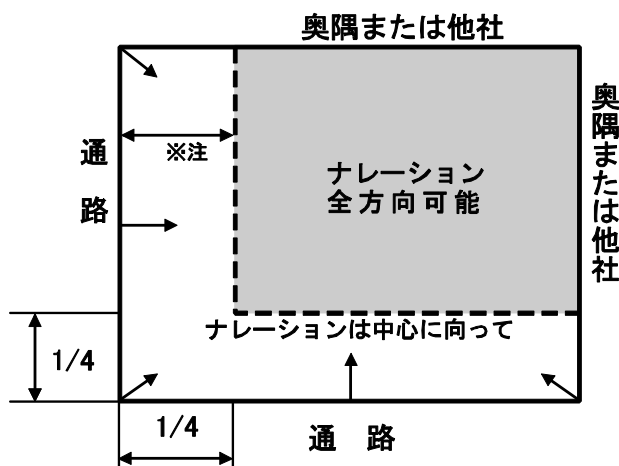 奥隅または他社
通路
※注
ナレーション
全方向可能
奥隅または他社
ナレーションは中心に向って
1/4
1/4
通 路